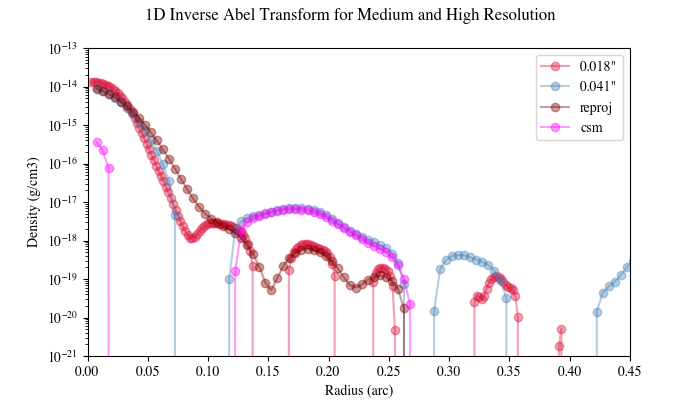 1D Inverse Abel Transform for Medium and High Resolution
10⁻¹³
10⁻¹⁴
10⁻¹⁵
10⁻¹⁶
10⁻¹⁷
10⁻¹⁸
10⁻¹⁹
10⁻²⁰
10⁻²¹
Density (g/cm3)
0.018"
0.041"
reproj
csm
0.00 0.05 0.10 0.15 0.20 0.25 0.30 0.35 0.40 0.45
Radius (arc)